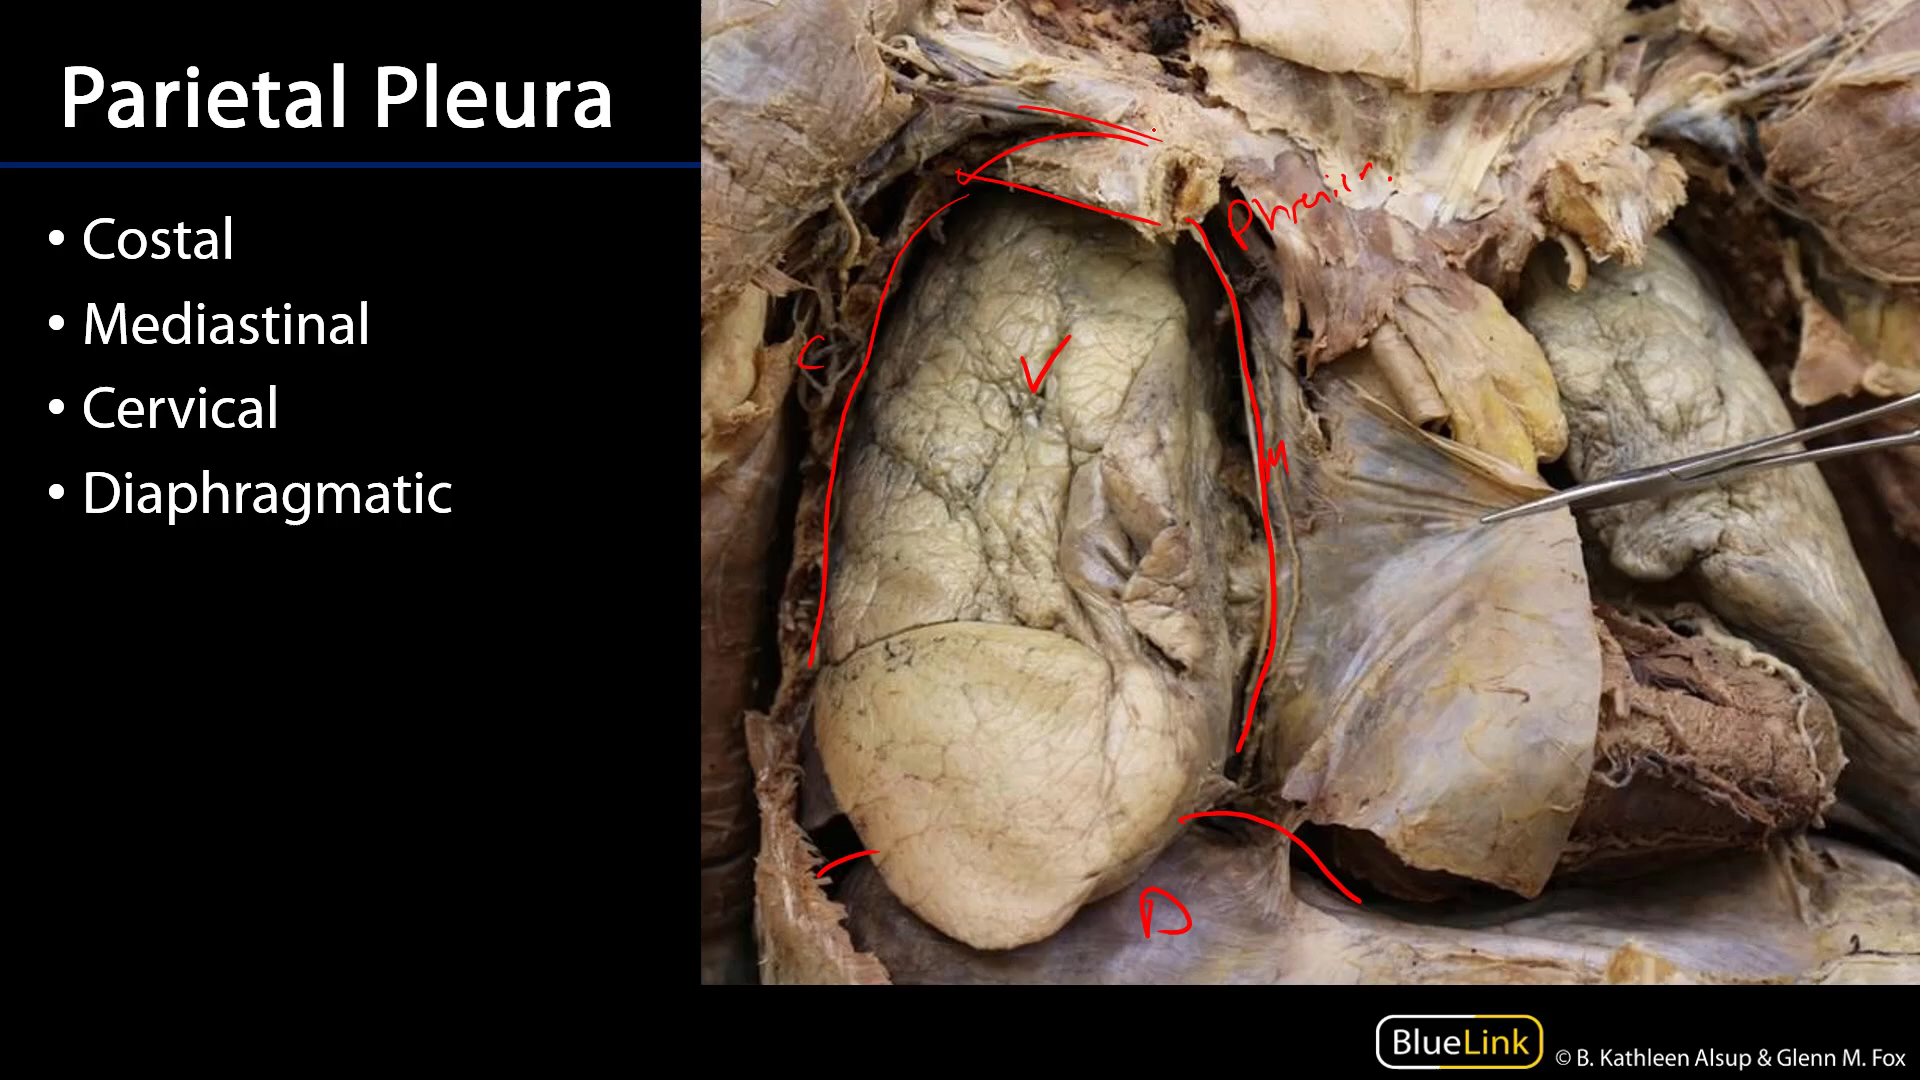 Parietal Pleura
• Costal
• Mediastinal
• Cervical
• Diaphragmatic
Phrenic n.
C
V
M
D
BlueLink
© B. Kathleen Alsup & Glenn M. Fox